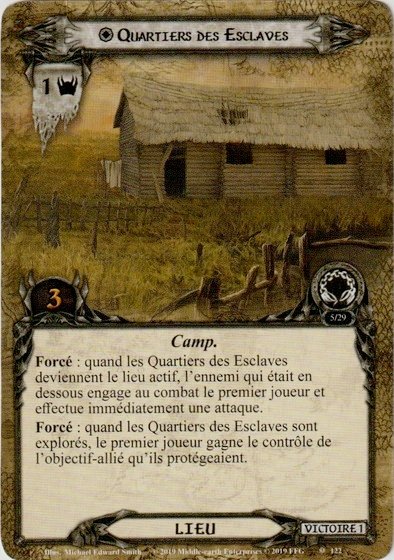 QUARTIERS DES ESCLAVES
1
3
5/29
Camp.
Forcé : quand les Quartiers des Esclaves
deviennent le lieu actif, l'ennemi qui était en
dessous engage au combat le premier joueur et
effectue immédiatement une attaque.
Forcé : quand les Quartiers des Esclaves sont
explorés, le premier joueur gagne le contrôle de
l'objectif-allié qu'ils protégeaient.
LIEU
VICTOIRE 1
Illus. Michael Edward Smith © 2019 Middle-earth Enterprises © 2019 FFG 122